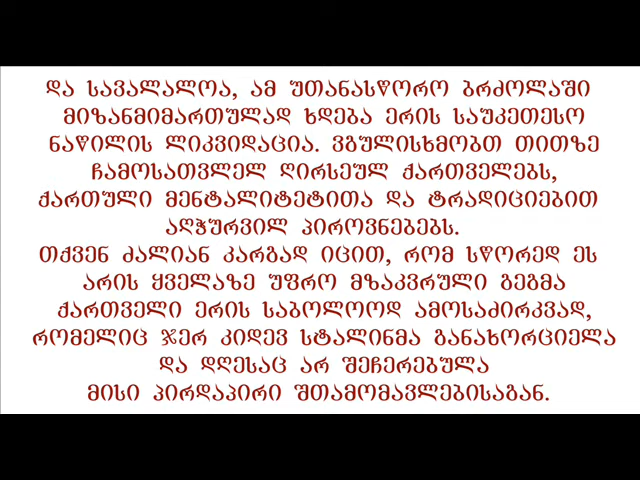 და სავალალოა, ამ უთანასწორო ბრძოლაში
მიზანმიმართულად ხდება ერის საუკეთესო
ნაწილის ლიკვიდაცია. ვგულისხმობთ თითზე
ჩამოსათვლელ ღირსეულ ქართველებს,
ქართული მენტალიტეტითა და ტრადიციებით
აღჭურვილ პიროვნებებს.
თქვენ ძალიან კარგად იცით, რომ სწორედ ეს
არის ყველაზე უფრო მზაკვრული გეგმა
ქართველი ერის საბოლოოდ ამოსაძირკვად,
რომელიც ჯერ კიდევ სტალინმა განახორციელა
და დღესაც არ შეჩერებულა
მისი პირდაპირი შთამომავლებისაგან.